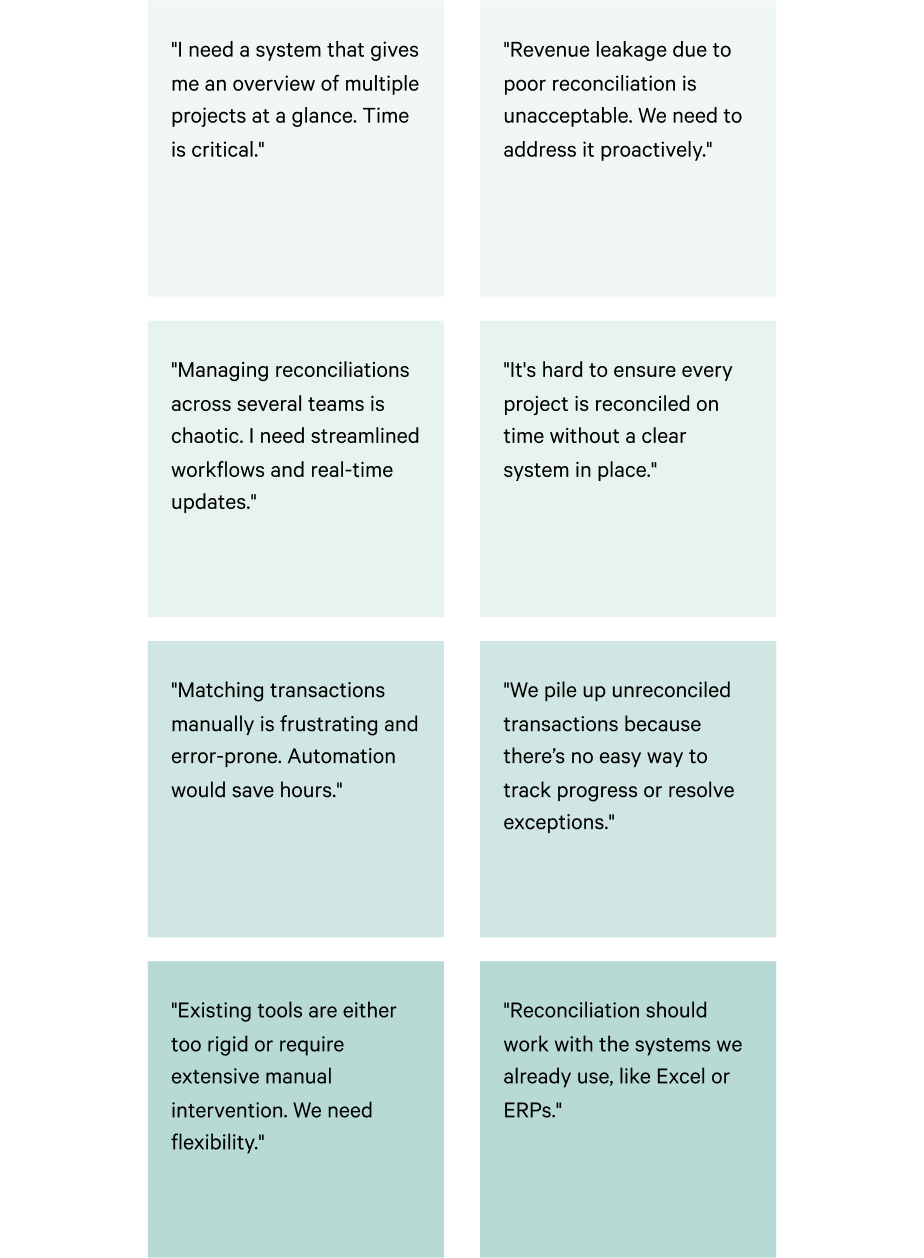 "I need a system that gives
me an overview of multiple
projects at a glance. Time
is critical."
"Revenue leakage due to
poor reconciliation is
unacceptable. We need to
address it proactively."
"Managing reconciliations
across several teams is
chaotic. I need streamlined
workflows and real-time
updates."
"It's hard to ensure every
project is reconciled on
time without a clear
system in place."
"Matching transactions
manually is frustrating and
error-prone. Automation
would save hours."
"We pile up unreconciled
transactions because
there’s no easy way to
track progress or resolve
exceptions."
"Existing tools are either
too rigid or require
extensive manual
intervention. We need
flexibility."
"Reconciliation should
work with the systems we
already use, like Excel or
ERPs."